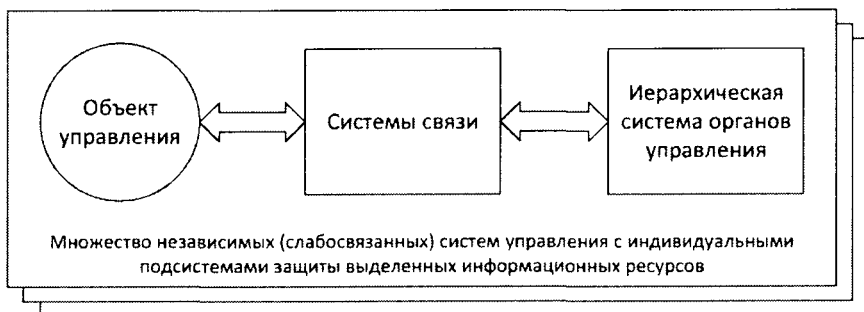 Объект
управления
Системы связи
Иерархическая
система органов
управления
Множество независимых (слабосвязанных) систем управления с индивидуальными
подсистемами защиты выделенных информационных ресурсов